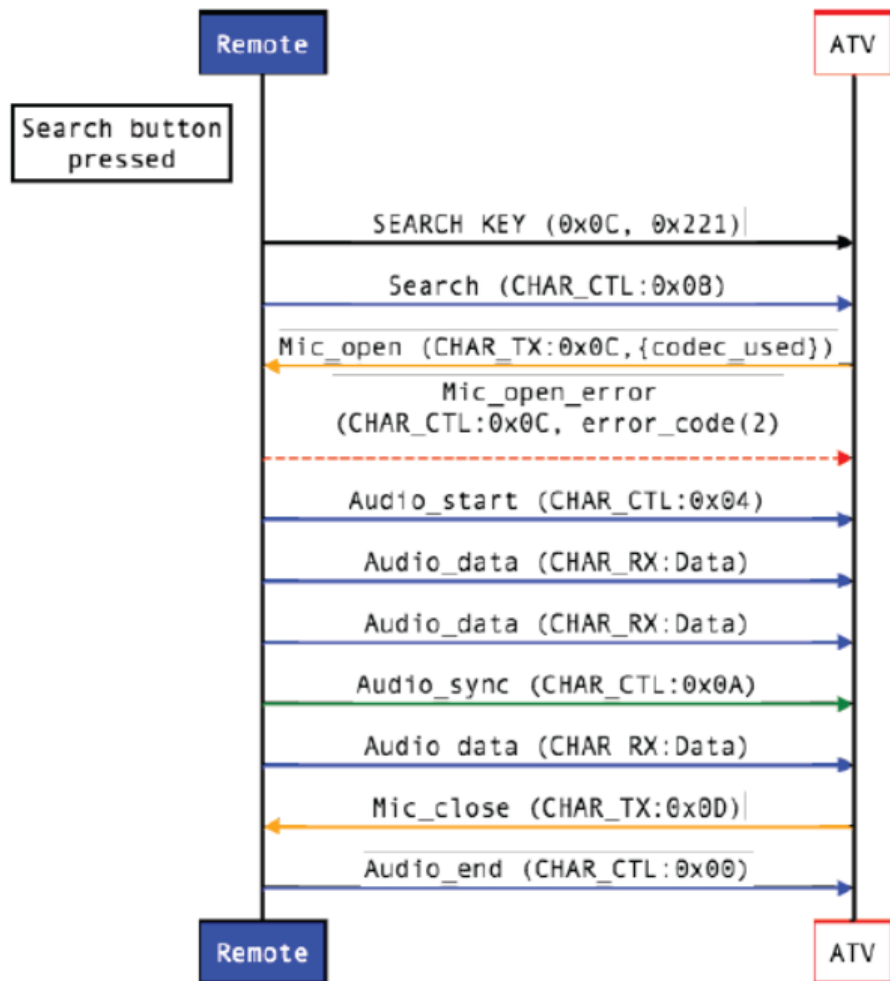 Remote
ATV
Search button
pressed
SEARCH KEY (0x0C, 0x221)
Search (CHAR_CTL:0x08)
Mic_open (CHAR_TX:0x0C,{codec_used})
Mic_open_error
(CHAR_CTL:0x0C, error_code(2)
Audio_start (CHAR_CTL:0x04)
Audio_data (CHAR_RX:Data)
Audio_data (CHAR_RX:Data)
Audio_sync (CHAR_CTL:0x0A)
Audio data (CHAR RX:Data)
Mic_close (CHAR_TX:0x0D)
Audio_end (CHAR_CTL:0x00)
Remote
ATV